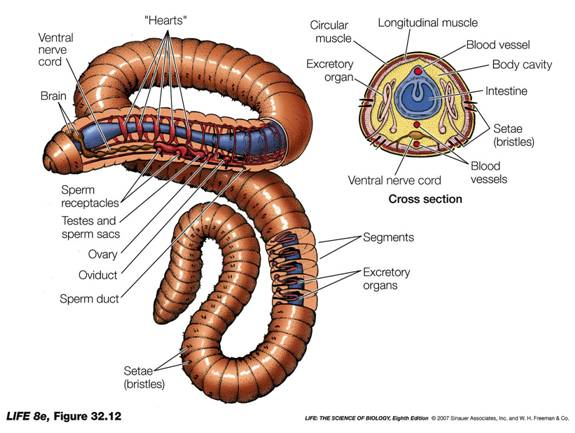 "Hearts"
Ventral
nerve
cord
Brain
Sperm
receptacles
Testes and
sperm sacs
Ovary
Oviduct
Sperm duct
Setae
(bristles)
Segments
Excretory
organs
Circular
muscle
Longitudinal muscle
Blood vessel
Excretory
organ
Body cavity
Intestine
Setae
(bristles)
Blood
vessels
Ventral nerve cord
Cross section
LIFE 8e, Figure 32.12
LIFE: THE SCIENCE OF BIOLOGY, Eighth Edition © 2007 Sinauer Associates, Inc. and W. H. Freeman & Co.